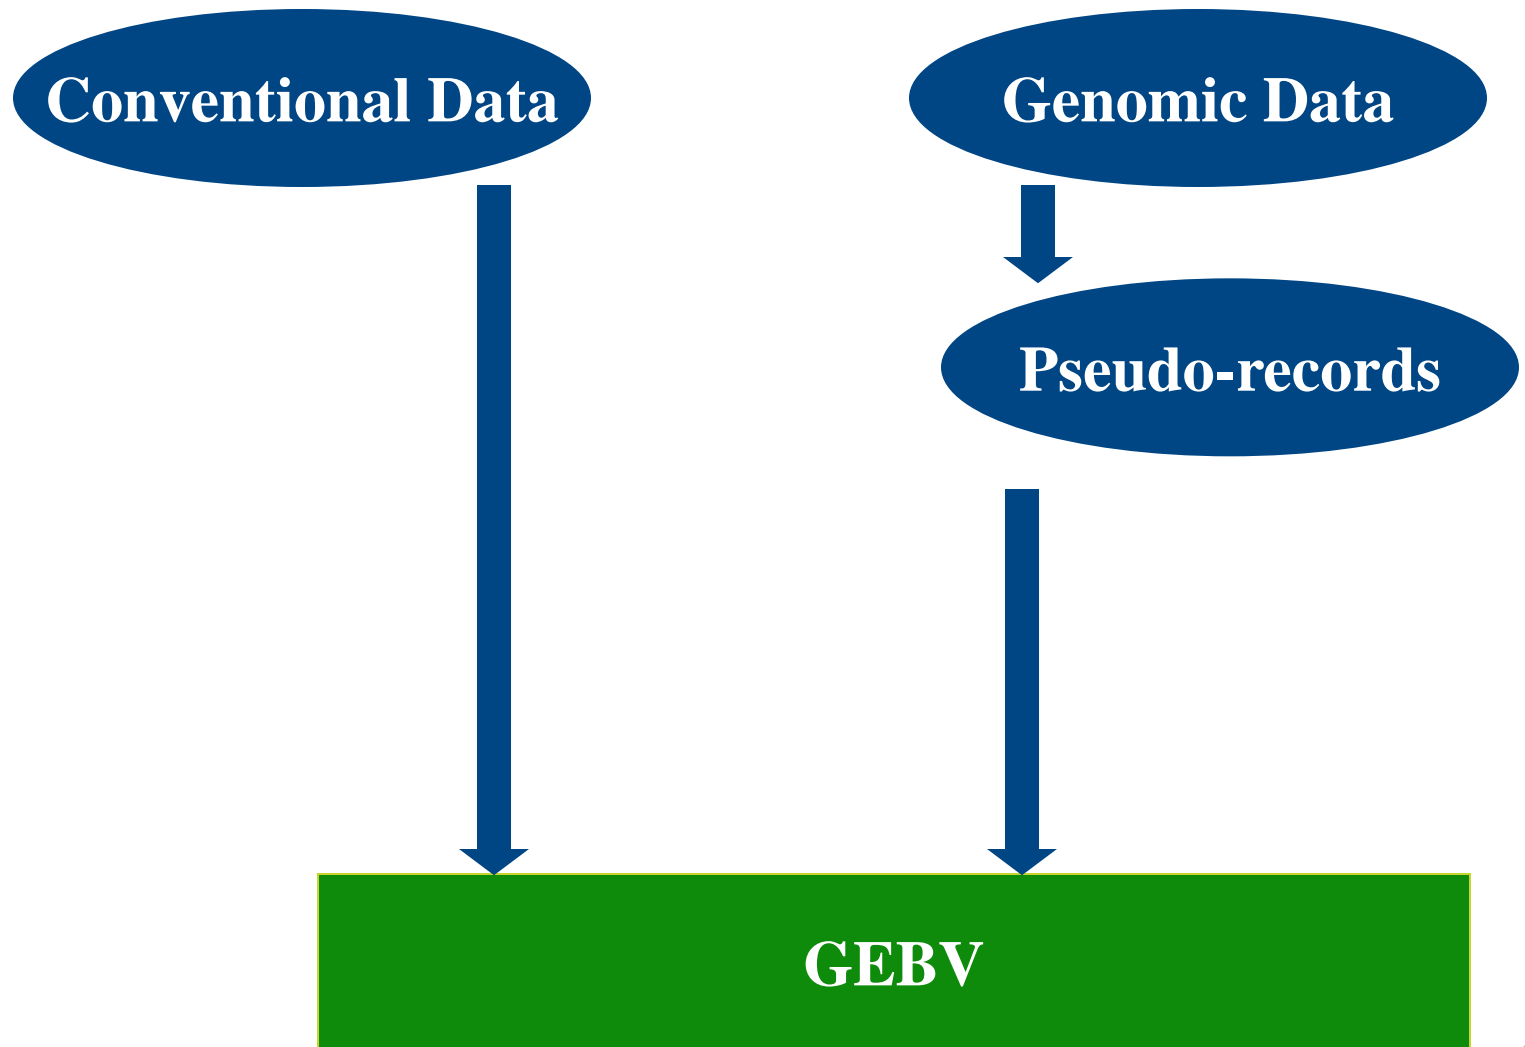 Conventional Data
Genomic Data
Pseudo-records
GEBV